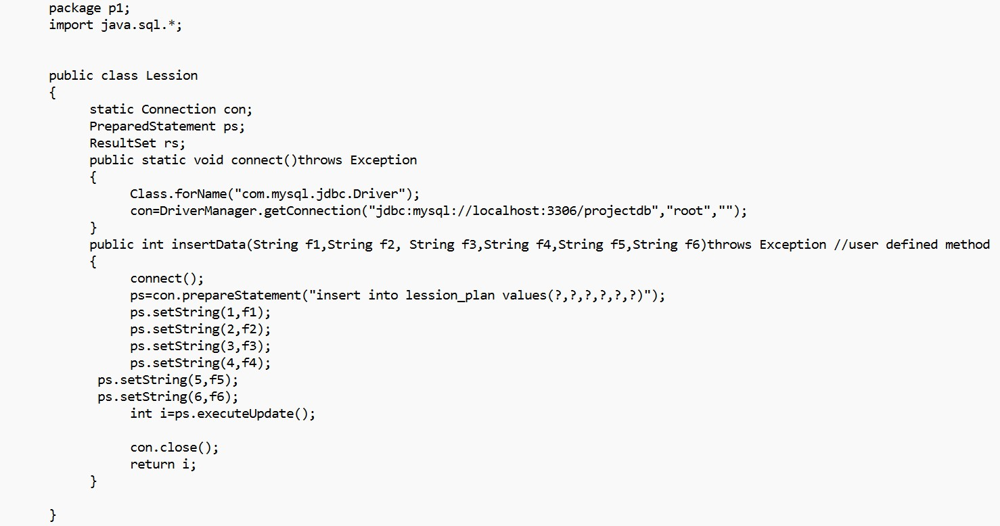 package p1;
import java.sql.*;
public class Lession
{
static Connection con;
PreparedStatement ps;
ResultSet rs;
public static void connect()throws Exception
{
Class.forName("com.mysql.jdbc.Driver");
con=DriverManager.getConnection("jdbc:mysql://localhost:3306/projectdb","root","");
}
public int insertData(String f1,String f2, String f3,String f4,String f5,String f6)throws Exception //user defined method
{
connect();
ps=con.prepareStatement("insert into lession_plan values(?,?,?,?,?,?)");
ps.setString(1,f1);
ps.setString(2,f2);
ps.setString(3,f3);
ps.setString(4,f4);
ps.setString(5,f5);
ps.setString(6,f6);
int i=ps.executeUpdate();
con.close();
return i;
}
}